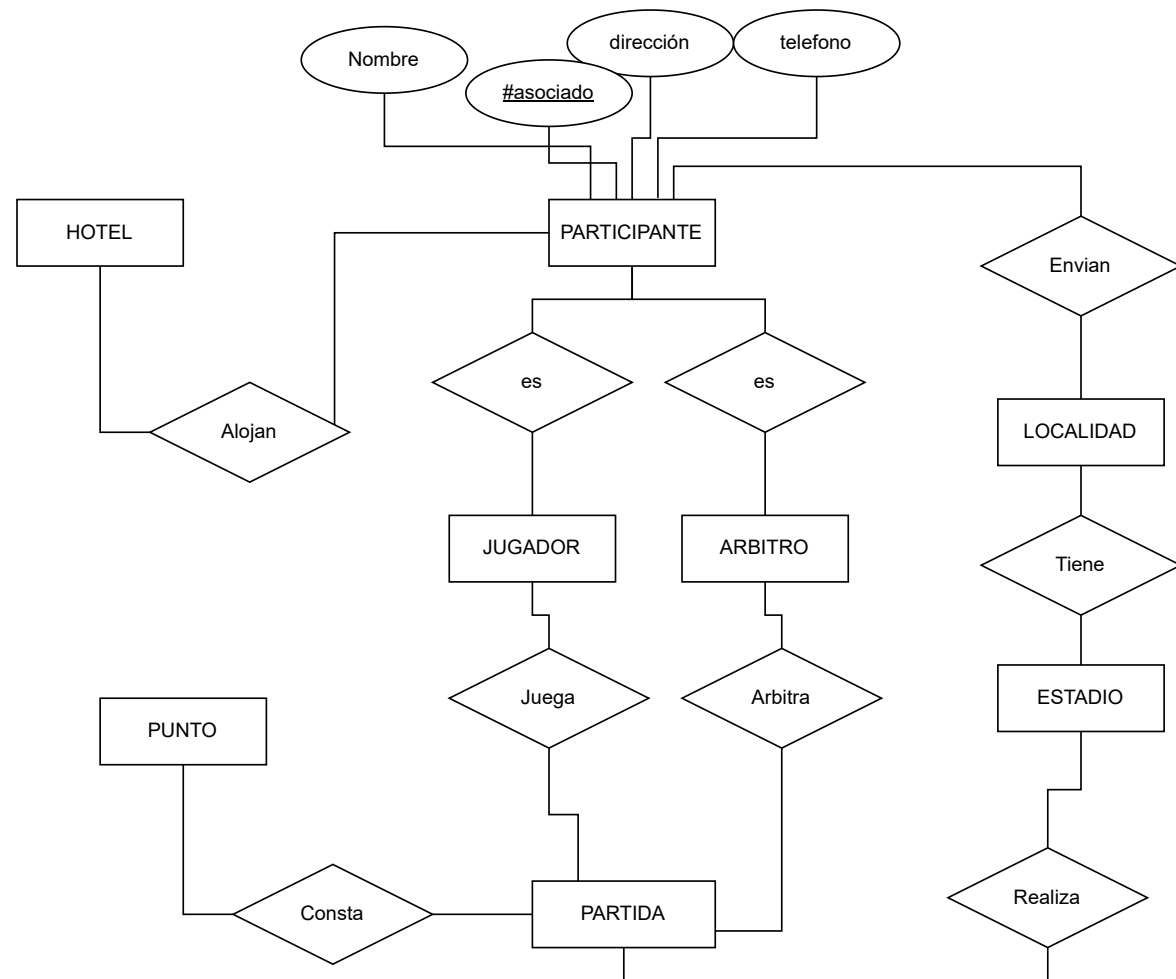 Nombre
#asociado
dirección
telefono
HOTEL
PARTICIPANTE
Envian
Alojan
es
es
LOCALIDAD
JUGADOR
ARBITRO
Tiene
Juega
Arbitra
ESTADIO
PUNTO
Consta
PARTIDA
Realiza